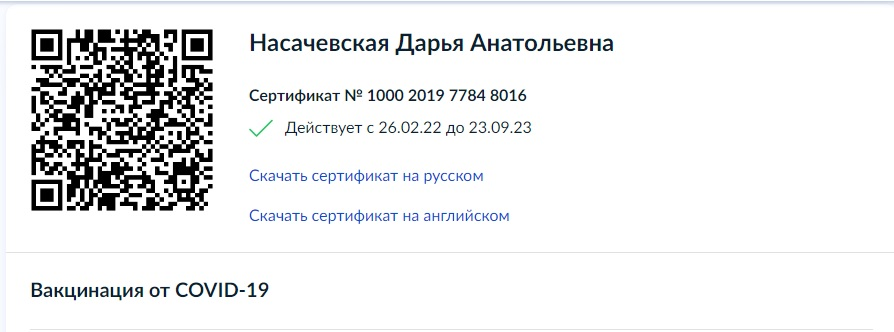 Насачевская Дарья Анатольевна
Сертификат № 1000 2019 7784 8016
Действует с 26.02.22 до 23.09.23
Скачать сертификат на русском
Скачать сертификат на английском
Вакцинация от COVID-19